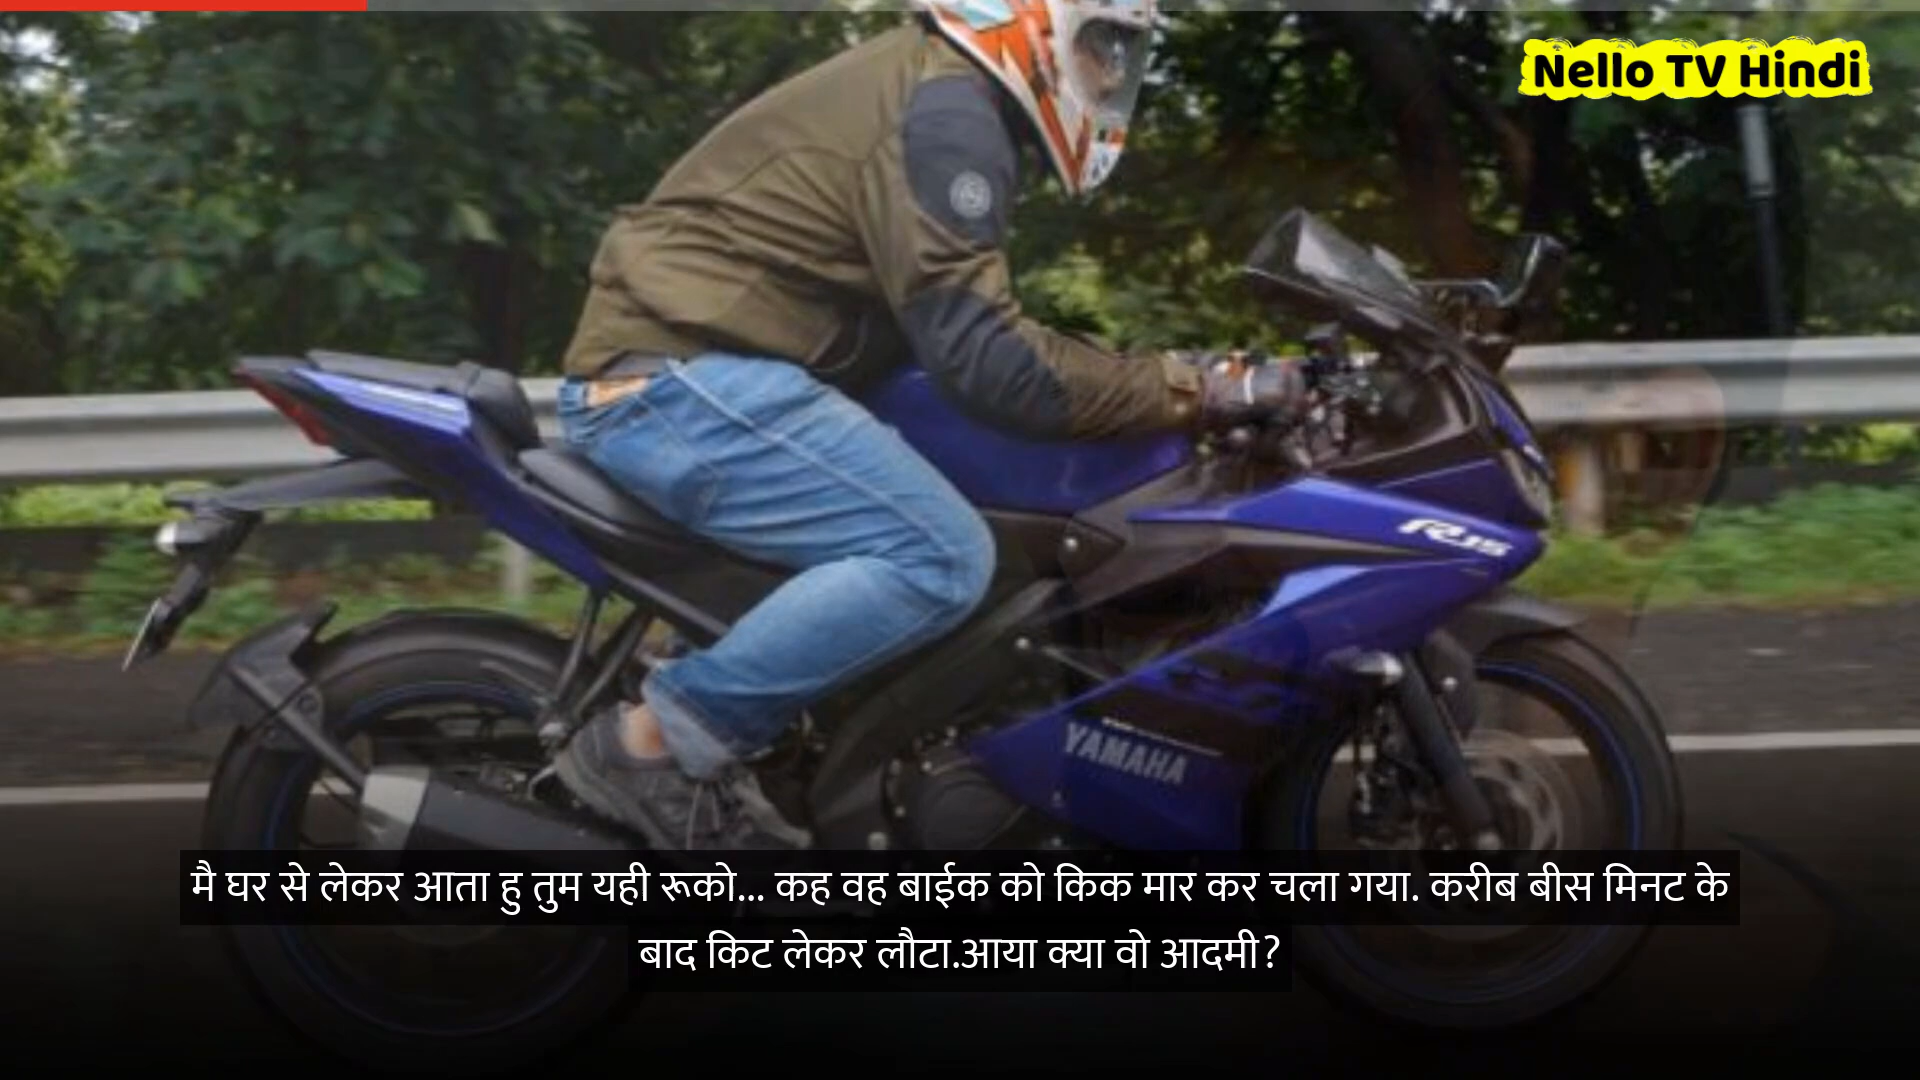 Nello TV Hindi
R15
YAMAHA
मै घर से लेकर आता हु तुम यही रूको... कह वह बाईक को किक मार कर चला गया. करीब बीस मिनट के
बाद किट लेकर लौटा.आया क्या वो आदमी?